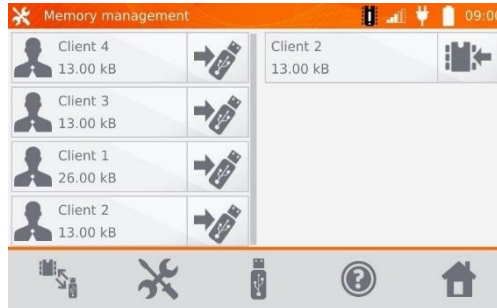 Memory management
09:00
Client 4
13.00 kB
Client 3
13.00 kB
Client 1
26.00 kB
Client 2
13.00 kB
Client 2
13.00 kB